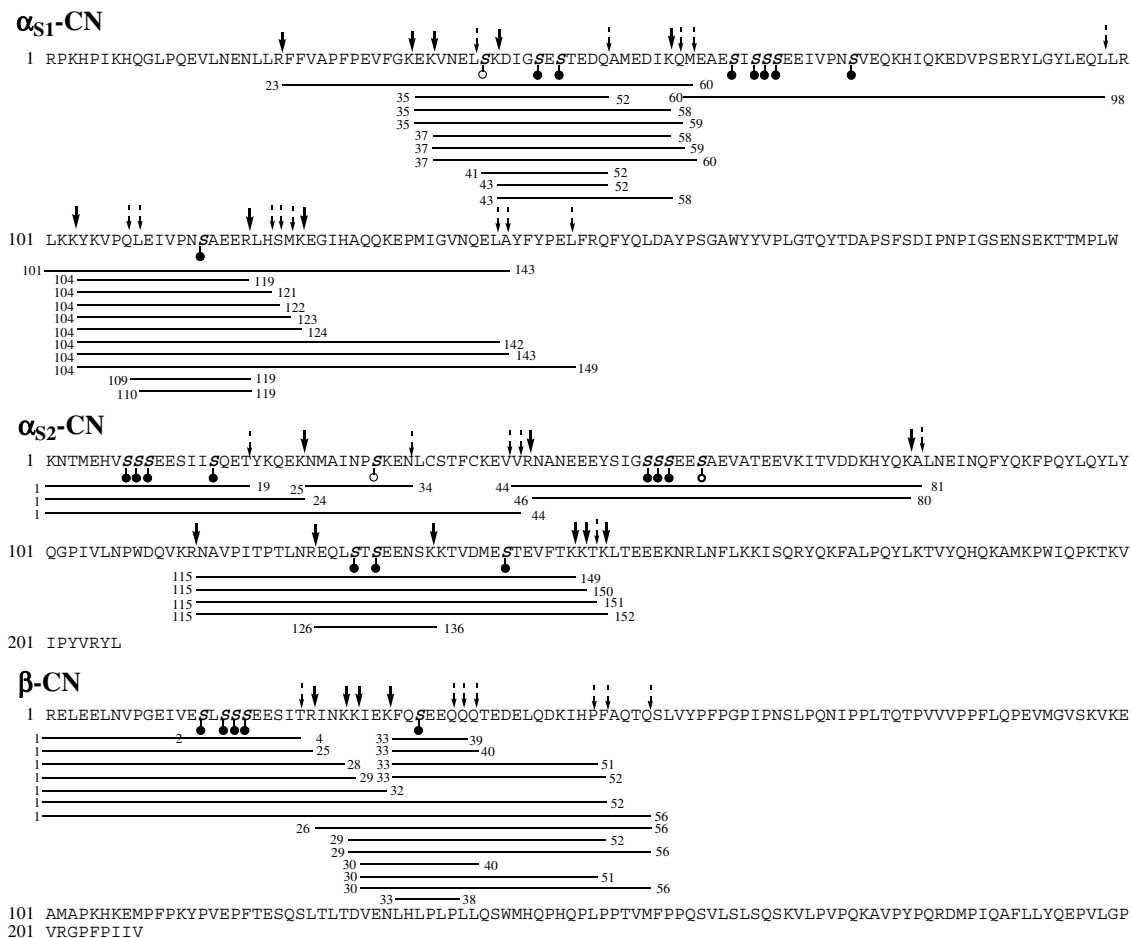 αS1-CN
1 RPKHPIKHQGLPQEVLNENLLRFFVAPFPEVFGKEKVNELSKDIGSESTEDQAMEDIKQMEAESISSSEEIVPNSVEQKHIQKEDVPSERYLGYLEQLLR
23 60
35 52 60 98
35 58
35 59
37 58
37 59
37 60
41 52
43 52
43 58
101 LKKYKVPQLEIVPNSAEERLHSMKEGIHAQQKEPMIGVNQELAYFYPELFRQFYQLDAYPSGAWYYVPLGTQYTDAPSFSDIPNPIGSENSEKTTMPLW
101 143
104 119
104 121
104 122
104 123
104 124
104 142
104 143
104 149
109 119
110 119
αS2-CN
1 KNTMEHVSSSEESIISQETYKQEKNMAINPSKENLCSTFCKEVVRNANEEEYSIGSSSEESAEVATEEVKITVDDKHYQKALNEINQFYQKFPQYLQYLY
1 19 25 34 44 81
1 24 46 80
1 44
101 QGPIVLNPWDQVKRNAVPITPTLNREQLSTSEENSKKTVDMESTEVFTKKTKLTEEEKNRLNFLKKISQRYQKFALPQYLKTVYQHQKAMKPWIQPKTKV
115 149
115 150
115 151
115 152
126 136
201 IPYVRYL
β-CN
1 RELEELNVPGEIVESLSSSEESITRINKKIEKFQSEEQQQTEDELQDKIHPFAQTQSLVYPFPGPIPNSLPQNIPPLTQTPVVVPPFLQPEVMGVSKVKE
1 2 4 33 39
1 25 33 40
1 28 33 51
1 29 33 52
1 32
1 52
1 56
26 56
29 52
29 56
30 40
30 51
30 56
33 38
101 AMAPKHKEMPFPKYPVEPFTESQSLTLTDVENLHLPLPLLQSWMHQPHQPLPPTVMFPPQSVLSLSQSKVLPVPQKAVPYPQRDMPIQAFLLYQEPVLGP
201 VRGPFPIIV